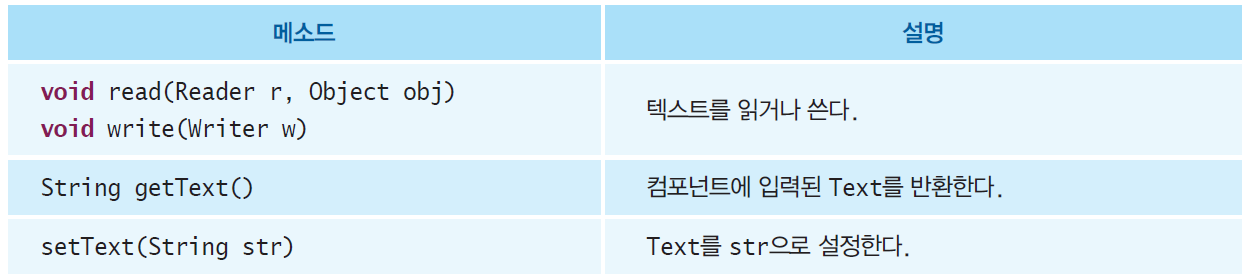 메소드 설명
void read(Reader r, Object obj)
void write(Writer w)
텍스트를 읽거나 쓴다.
String getText() 컴포넌트에 입력된 Text를 반환한다.
setText(String str) Text를 str으로 설정한다.